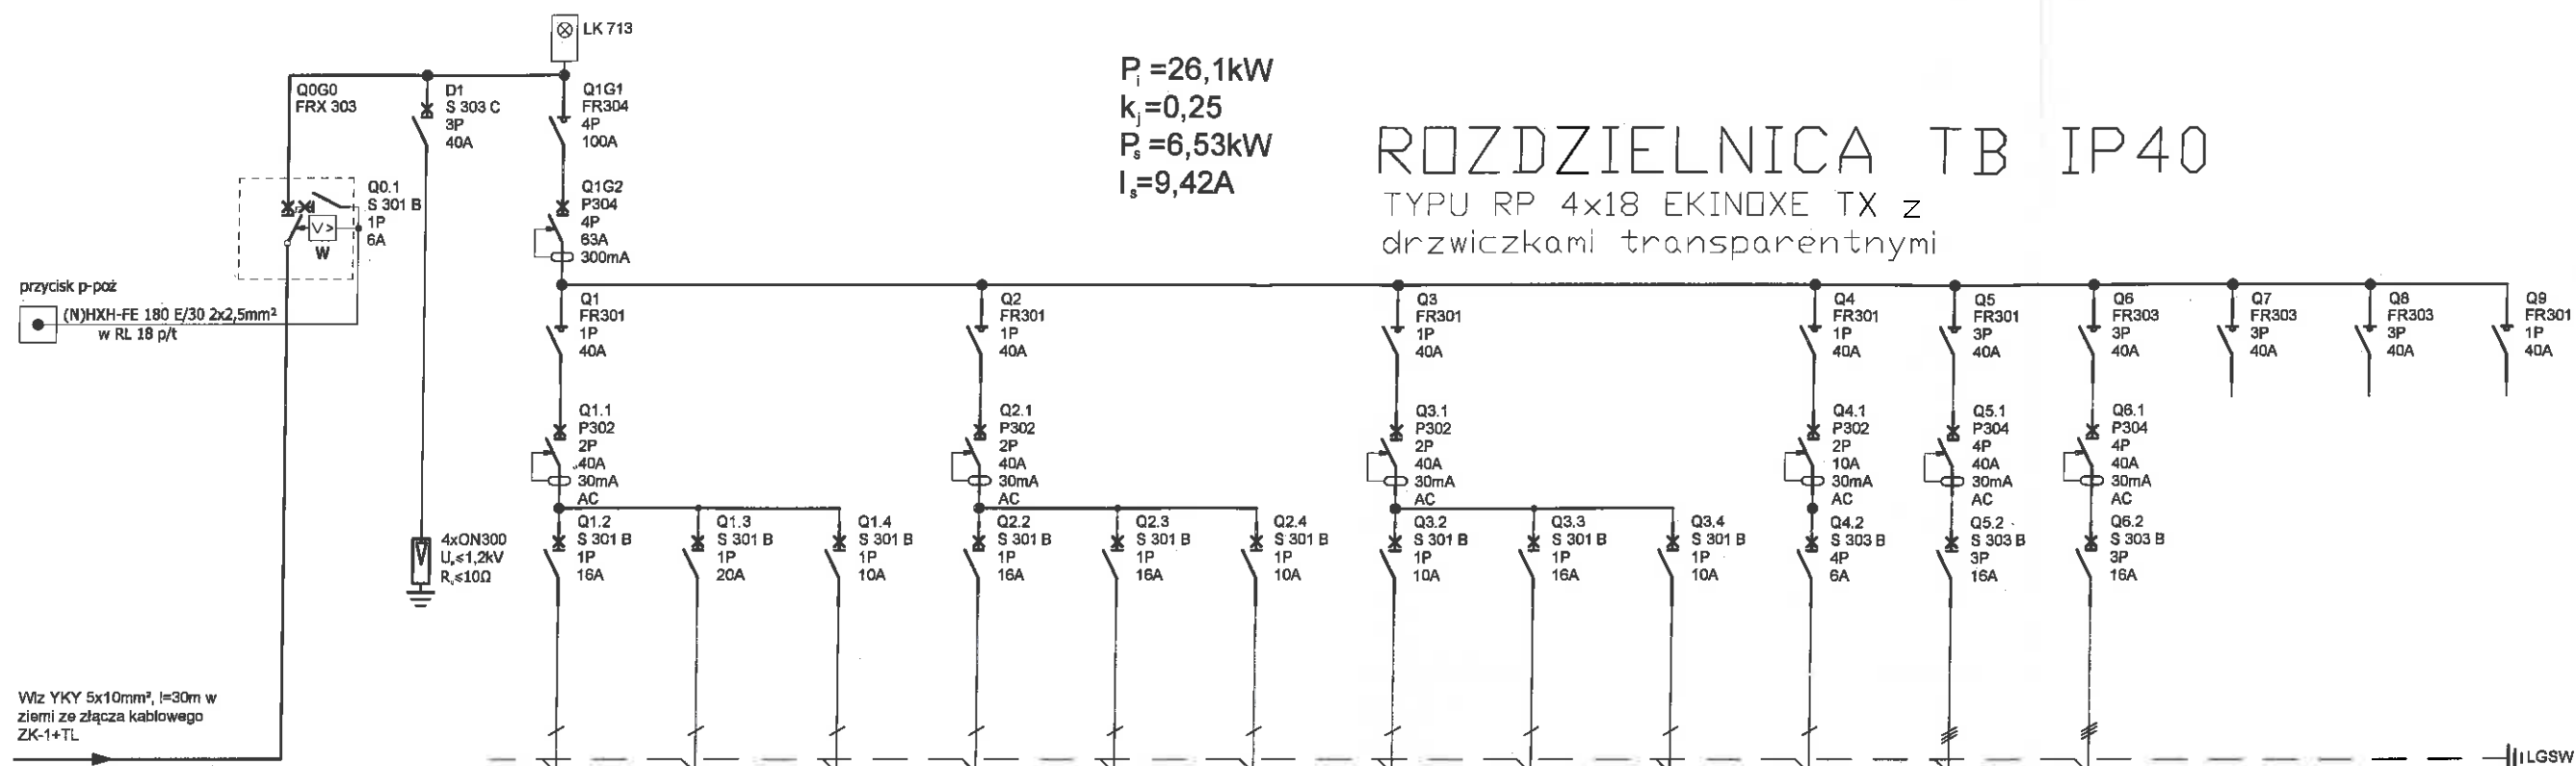 LK 713
Q0G0
FRX 303
D1
S 303 C
3P
40A
Q1G1
FR304
4P
100A
Pi =26,1kW
kj=0,25
Ps =6,53kW
Is=9,42A
ROZDZIELNICA TB IP40
TYPU RP 4x18 EKINOXE TX z
drzwiczkami transparentnymi
Q0.1
S 301 B
1P
6A
V>
W
Q1G2
P304
4P
63A
300mA
przycisk p-poż
(N)HXH-FE 180 E/30 2x2,5mm²
w RL 18 p/t
Q1
FR301
1P
40A
Q2
FR301
1P
40A
Q3
FR301
1P
40A
Q4
FR301
1P
40A
Q5
FR301
3P
40A
Q6
FR303
3P
40A
Q7
FR303
3P
40A
Q8
FR303
3P
40A
Q9
FR301
1P
40A
Q1.1
P302
2P
40A
30mA
AC
Q2.1
P302
2P
40A
30mA
AC
Q3.1
P302
2P
40A
30mA
AC
Q4.1
P302
2P
10A
30mA
AC
Q5.1
P304
4P
40A
30mA
AC
Q6.1
P304
4P
40A
30mA
AC
4xON300
≤1,2kV
≤10Ω
Q1.2
S 301 B
1P
16A
Q1.3
S 301 B
1P
20A
Q1.4
S 301 B
1P
10A
Q2.2
S 301 B
1P
16A
Q2.3
S 301 B
1P
16A
Q2.4
S 301 B
1P
10A
Q3.2
S 301 B
1P
10A
Q3.3
S 301 B
1P
16A
Q3.4
S 301 B
1P
10A
Q4.2
S 303 B
4P
6A
Q5.2
S 303 B
3P
16A
Q6.2
S 303 B
3P
16A
Wlz YKY 5x10mm², l=30m w
ziemi ze złącza kablowego
ZK-1+TL
LGSW